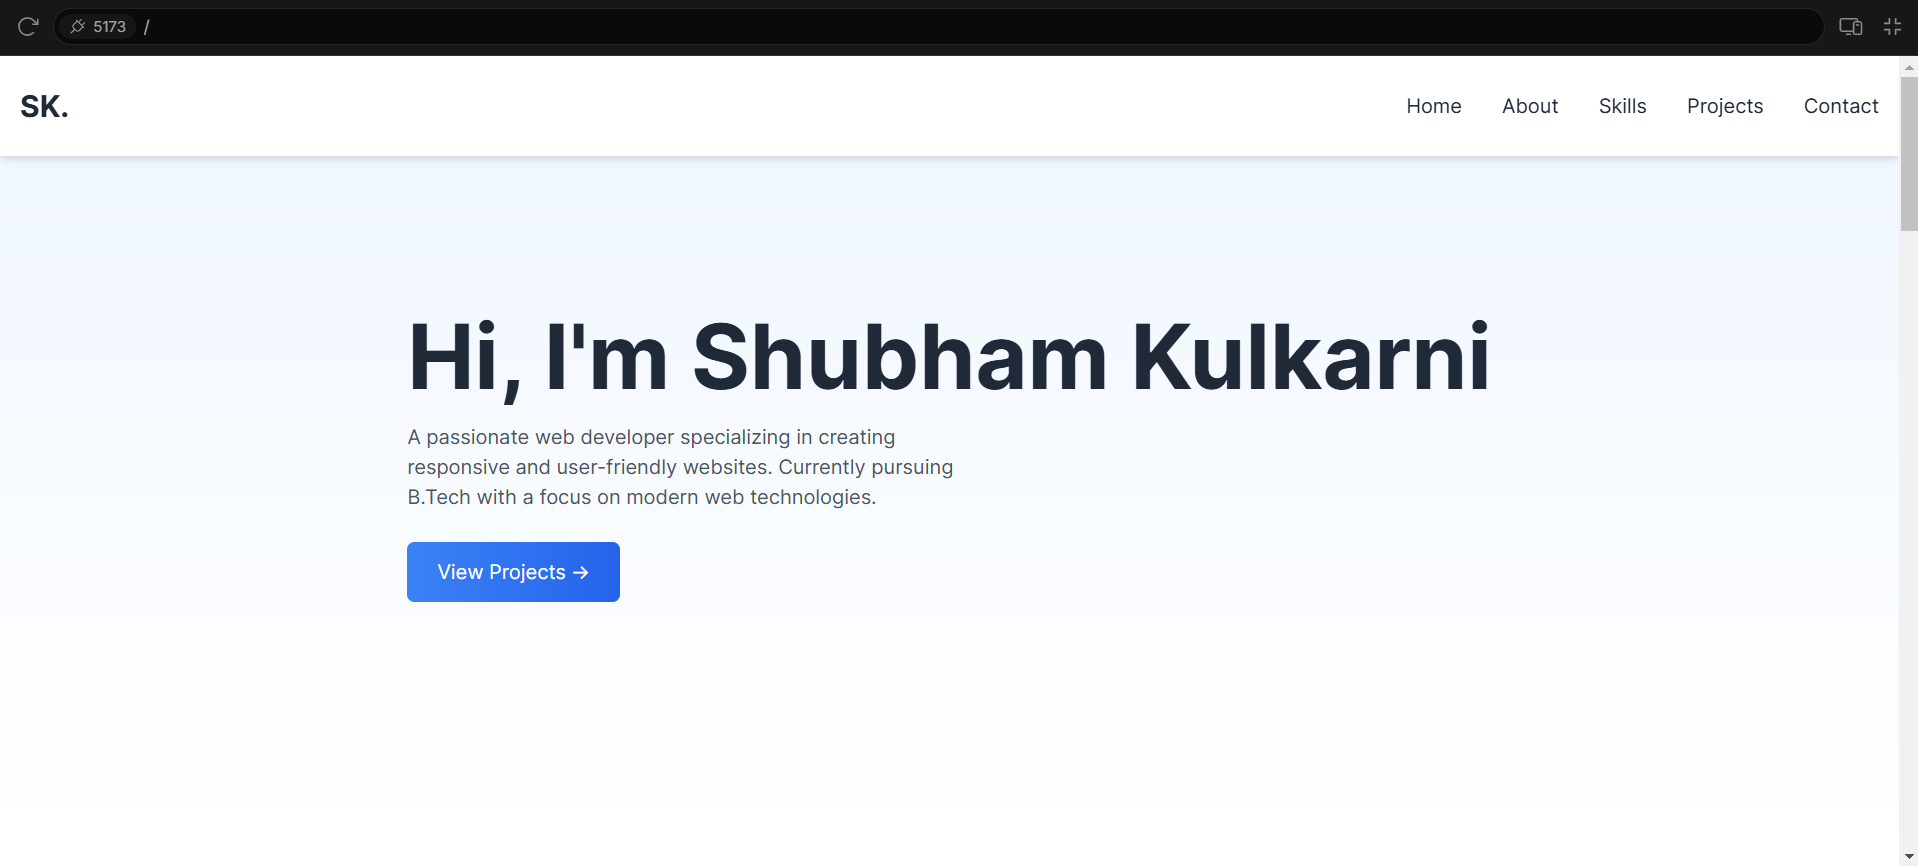 5173 /
SK.
Home About Skills Projects Contact
Hi, I'm Shubham Kulkarni
A passionate web developer specializing in creating
responsive and user-friendly websites. Currently pursuing
B.Tech with a focus on modern web technologies.
View Projects →